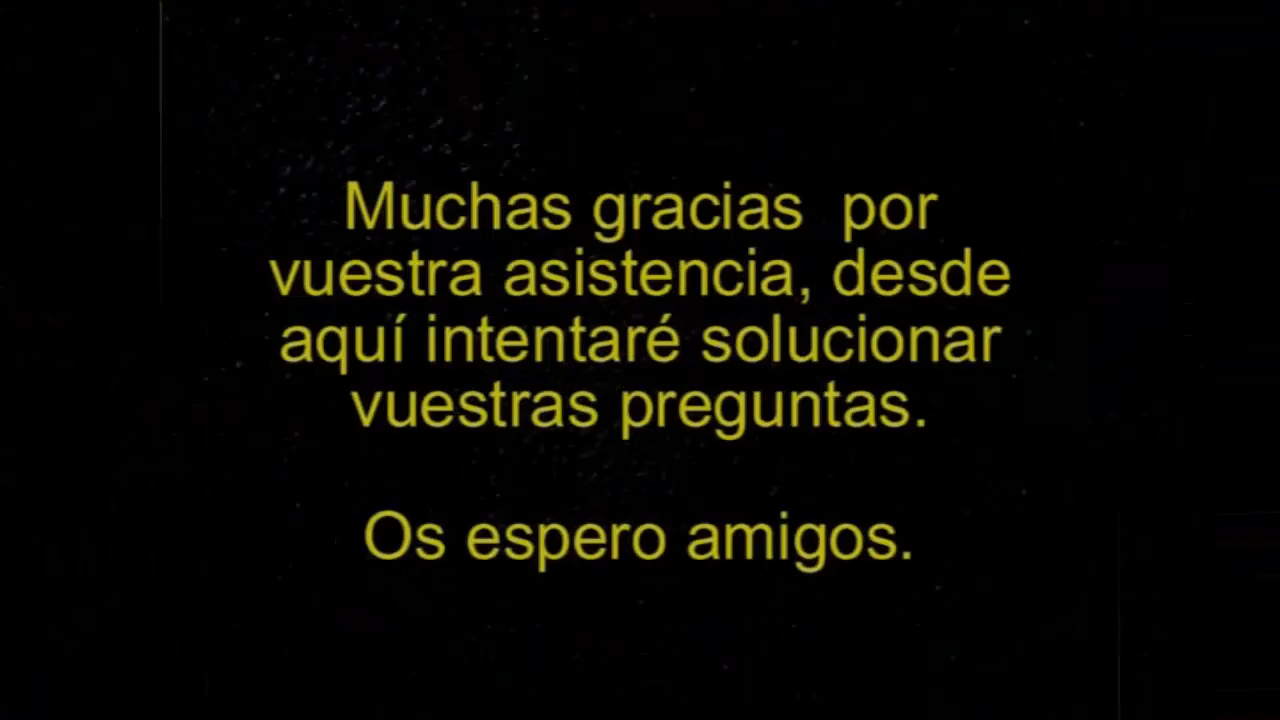 Muchas gracias  por
vuestra asistencia, desde
aquí intentaré solucionar
vuestras preguntas.
Os espero amigos.